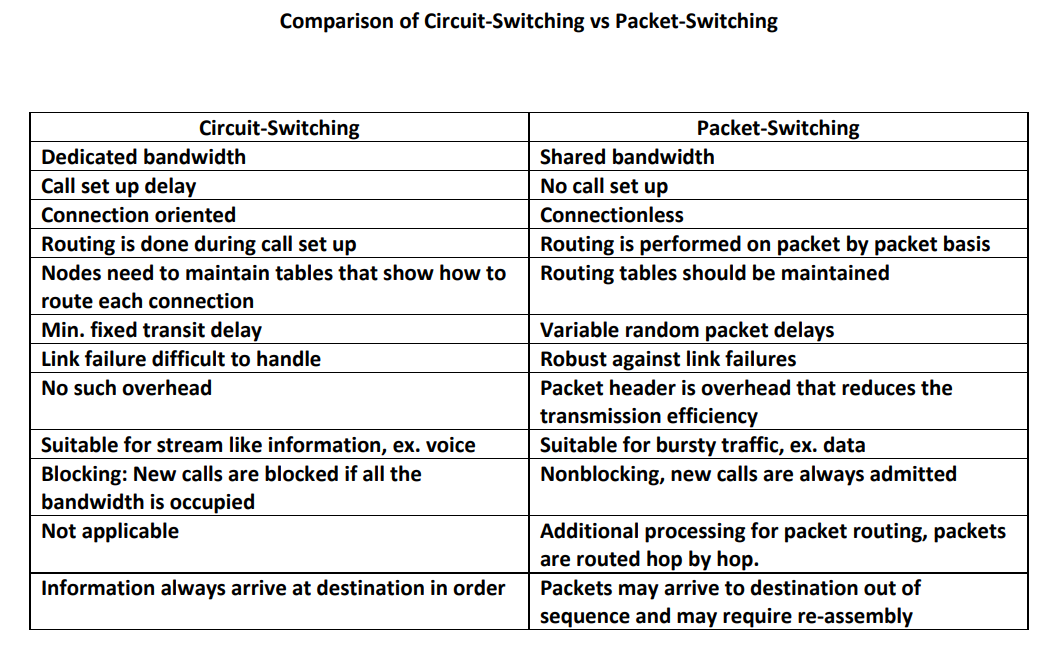 Comparison of Circuit-Switching vs Packet-Switching
Circuit-Switching
Packet-Switching
Dedicated bandwidth
Shared bandwidth
Call set up delay
No call set up
Connection oriented
Connectionless
Routing is done during call set up
Routing is performed on packet by packet basis
Nodes need to maintain tables that show how to
route each connection
Routing tables should be maintained
Min. fixed transit delay
Variable random packet delays
Link failure difficult to handle
Robust against link failures
No such overhead
Packet header is overhead that reduces the
transmission efficiency
Suitable for stream like information, ex. voice
Suitable for bursty traffic, ex. data
Blocking: New calls are blocked if all the
bandwidth is occupied
Nonblocking, new calls are always admitted
Not applicable
Additional processing for packet routing, packets
are routed hop by hop.
Information always arrive at destination in order
Packets may arrive to destination out of
sequence and may require re-assembly